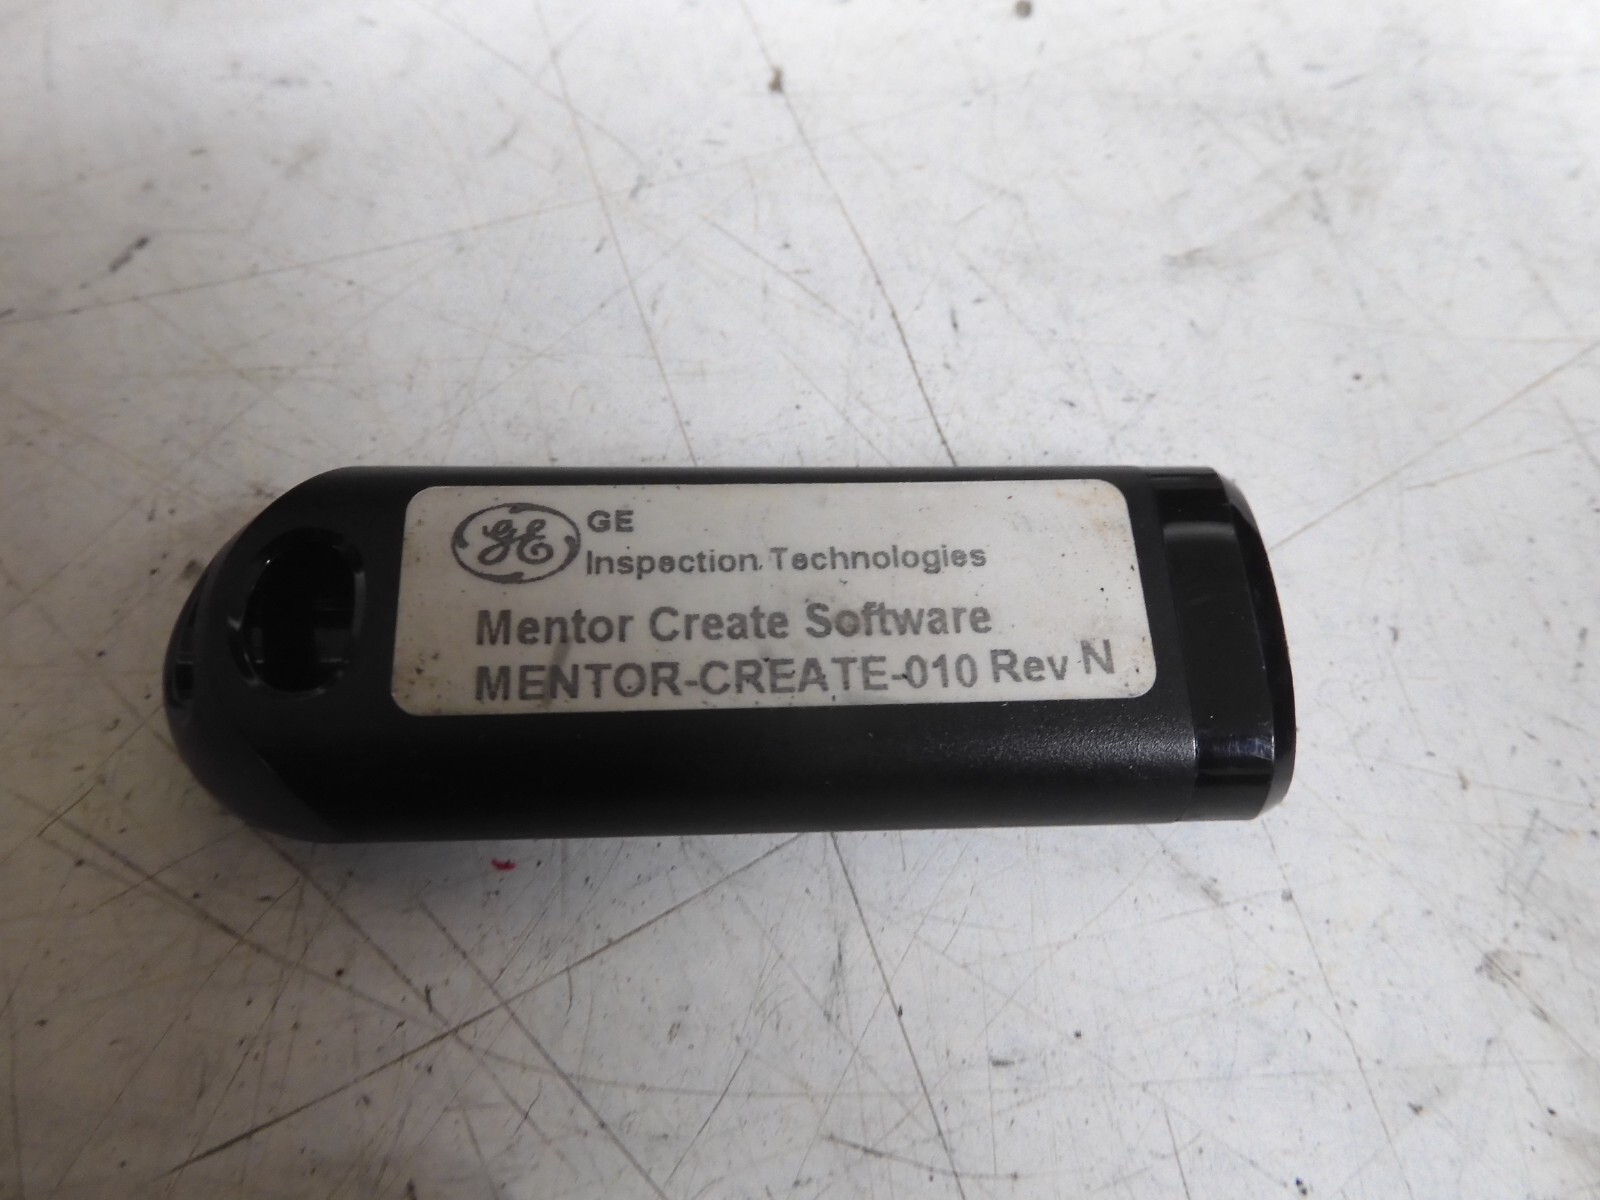 GE
GE
Inspection Technologies
Mentor Create Software
MENTOR-CREATE-010 Rev N